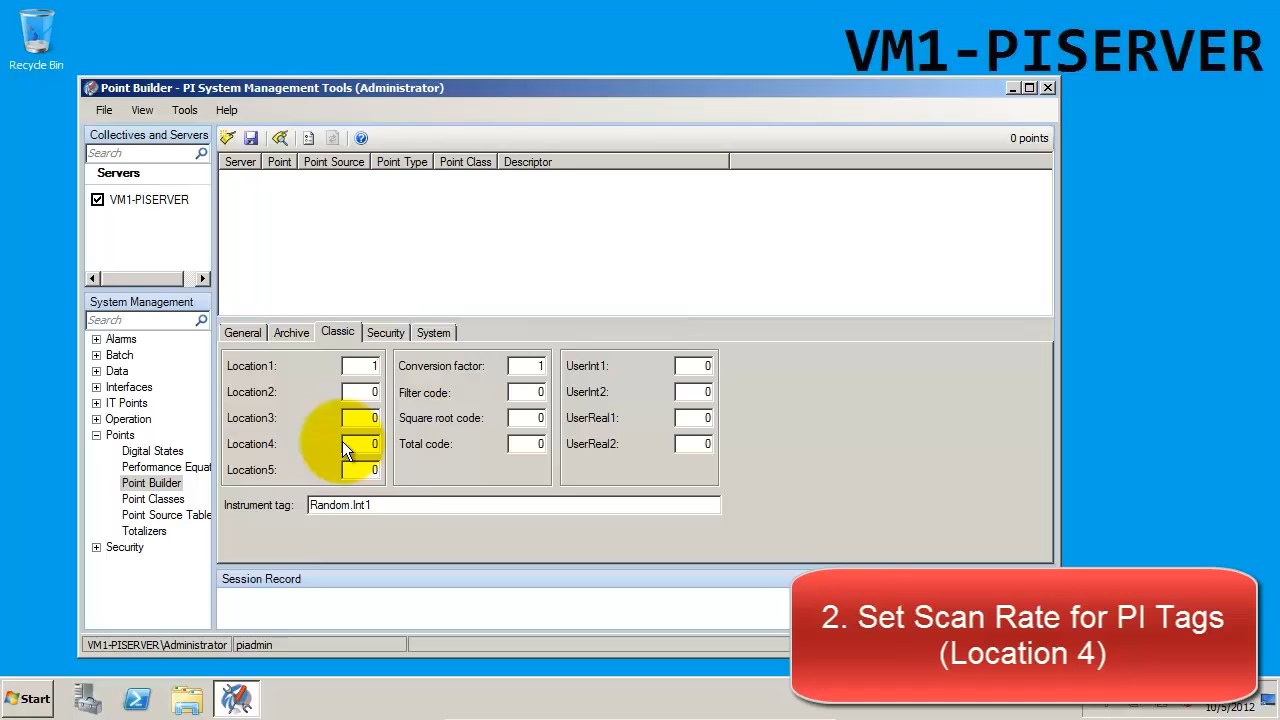 Recycle Bin
VM1-PISERVER
Point Builder - PI System Management Tools (Administrator)
File View Tools Help
Collectives and Servers
Search
0 points
Server Point Point Source Point Type Point Class Descriptor
Servers
VM1-PISERVER
System Management
Search
Alarms
Batch
Data
Interfaces
IT Points
Operation
Points
Digital States
Performance Equa
Point Builder
Point Classes
Point Source Table
Totalizers
Security
General Archive Classic Security System
Location1: 1 Conversion factor: 1 UserInt1: 0
Location2: 0 Filter code: 0 UserInt2: 0
Location3: 0 Square root code: 0 UserReal1: 0
Location4: 0 Total code: 0 UserReal2: 0
Location5: 0
Instrument tag: Random.Int1
Session Record
2. Set Scan Rate for PI Tags
(Location 4)
VM1-PISERVER\Administrator piadmin
Start
10/5/2012